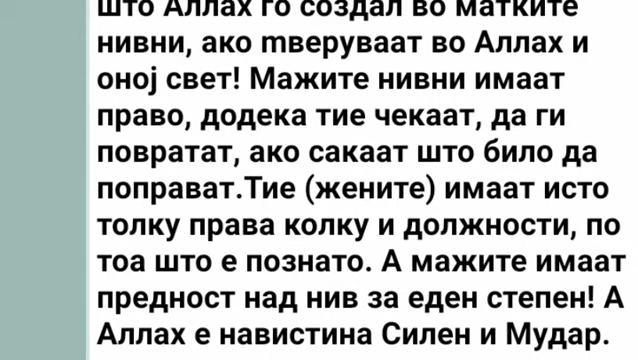 што Аллах го создал во матките
нивни, ако mверуваат во Аллах и
оној свет! Мажите нивни имаат
право, додека тие чекаат, да ги
повратат, ако сакаат што било да
поправат.Тие (жените) имаат исто
толку права колку и должности, по
тоа што е познато. А мажите имаат
предност над нив за еден степен! А
Аллах е навистина Силен и Мудар.